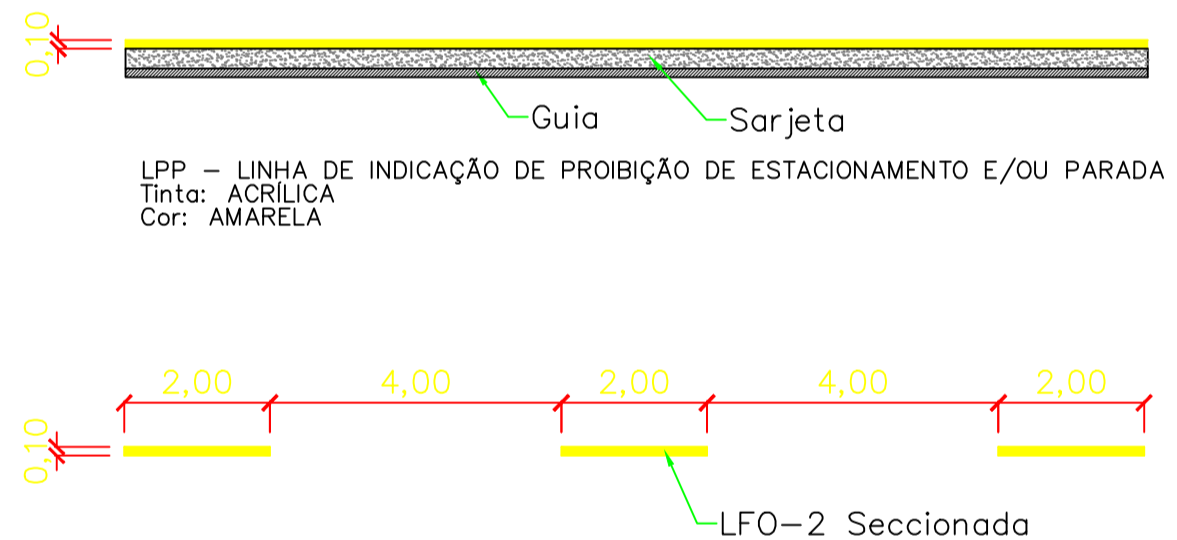 0,10
Guia
Sarjeta
LPP – LINHA DE INDICAÇÃO DE PROIBIÇÃO DE ESTACIONAMENTO E/OU PARADA
Tinta: ACRÍLICA
Cor: AMARELA
2,00 4,00 2,00 4,00 2,00
0,10
LFO–2 Seccionada